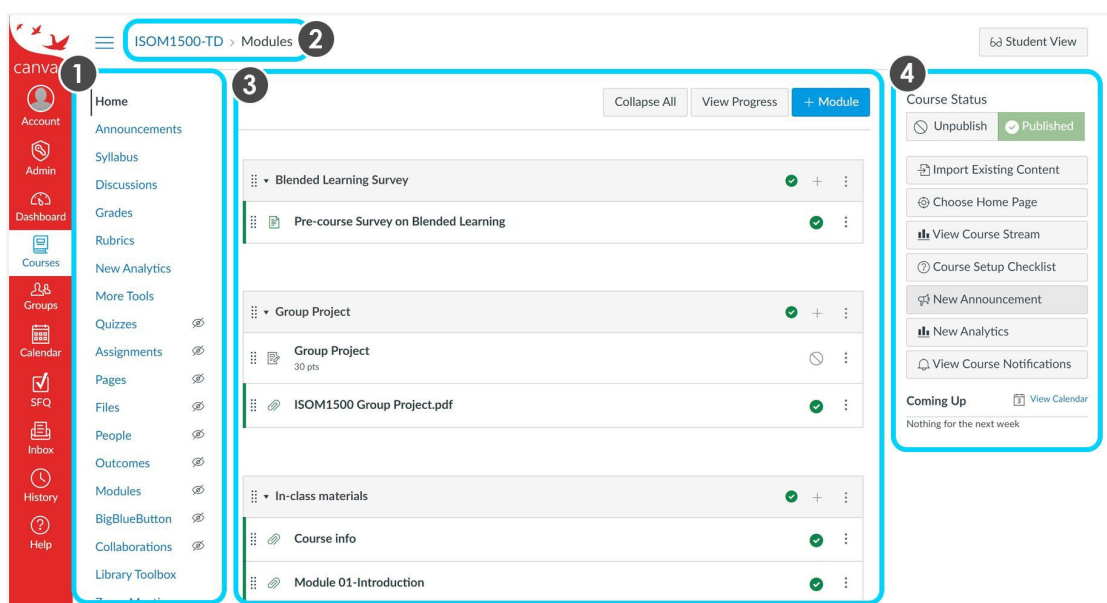 canva
Account
Admin
Dashboard
Courses
Groups
Calendar
SFQ
Inbox
History
Help
ISOM1500-TD > Modules
2
6d Student View
1
Home
Announcements
Syllabus
Discussions
Grades
Rubrics
New Analytics
More Tools
Quizzes
Assignments
Pages
Files
People
Outcomes
Modules
BigBlueButton
Collaborations
Library Toolbox
3
Collapse All
View Progress
+ Module
Blended Learning Survey
Pre-course Survey on Blended Learning
Group Project
Group Project
30 pts
ISOM1500 Group Project.pdf
In-class materials
Course info
Module 01-Introduction
4
Course Status
Unpublish
Published
Import Existing Content
Choose Home Page
View Course Stream
Course Setup Checklist
New Announcement
New Analytics
View Course Notifications
Coming Up
View Calendar
Nothing for the next week